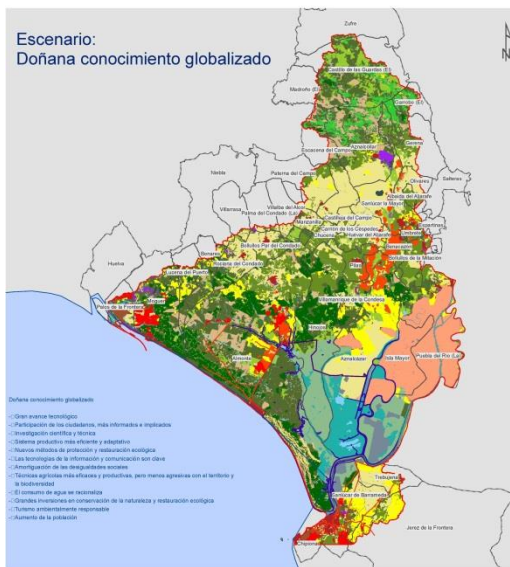 Escenario:
Doñana conocimiento globalizado
N
Zufre
Castillo de las Guardas (El)
Madroño (El)
Garrobo (El)
Gerena
Aznalcóllar
Escacena del Campo
Paterna del Campo
Niebla
Olivares
Salteras
Albaida del Aljarafe
Sanlúcar la Mayor
Villarrasa
Villalba del Alcor
Palma del Condado (La)
Manzanilla
Castilleja del Campo
Carrión de los Céspedes
Chucena
Huévar del Aljarafe
Espartinas
Umbrete
Benacazón
Bollullos de la Mitación
Bollullos Par del Condado
Bonares
Rociana del Condado
Lucena del Puerto
Pilas
Villamanrique de la Condesa
Huelva
Moguer
Palos de la Frontera
Hinojos
Almonte
Aznalcázar
Isla Mayor
Puebla del Río (La)
Doñana conocimiento globalizado
Gran avance tecnológico
Participación de los ciudadanos, más informados e implicados
Investigación científica y técnica
Sistema productivo más eficiente y adaptativo
Nuevos métodos de protección y restauración ecológica
Las tecnologías de la información y comunicación son clave
Amortiguación de las desigualdades sociales
Técnicas agrícolas más eficaces y productivas, pero menos agresivas con el territorio y
la biodiversidad
El consumo de agua se racionaliza
Grandes inversiones en conservación de la naturaleza y restauración ecológica
Turismo ambientalmente responsable
Aumento de la población
Trebujena
Sanlúcar de Barrameda
Jerez de la Frontera
Chipiona